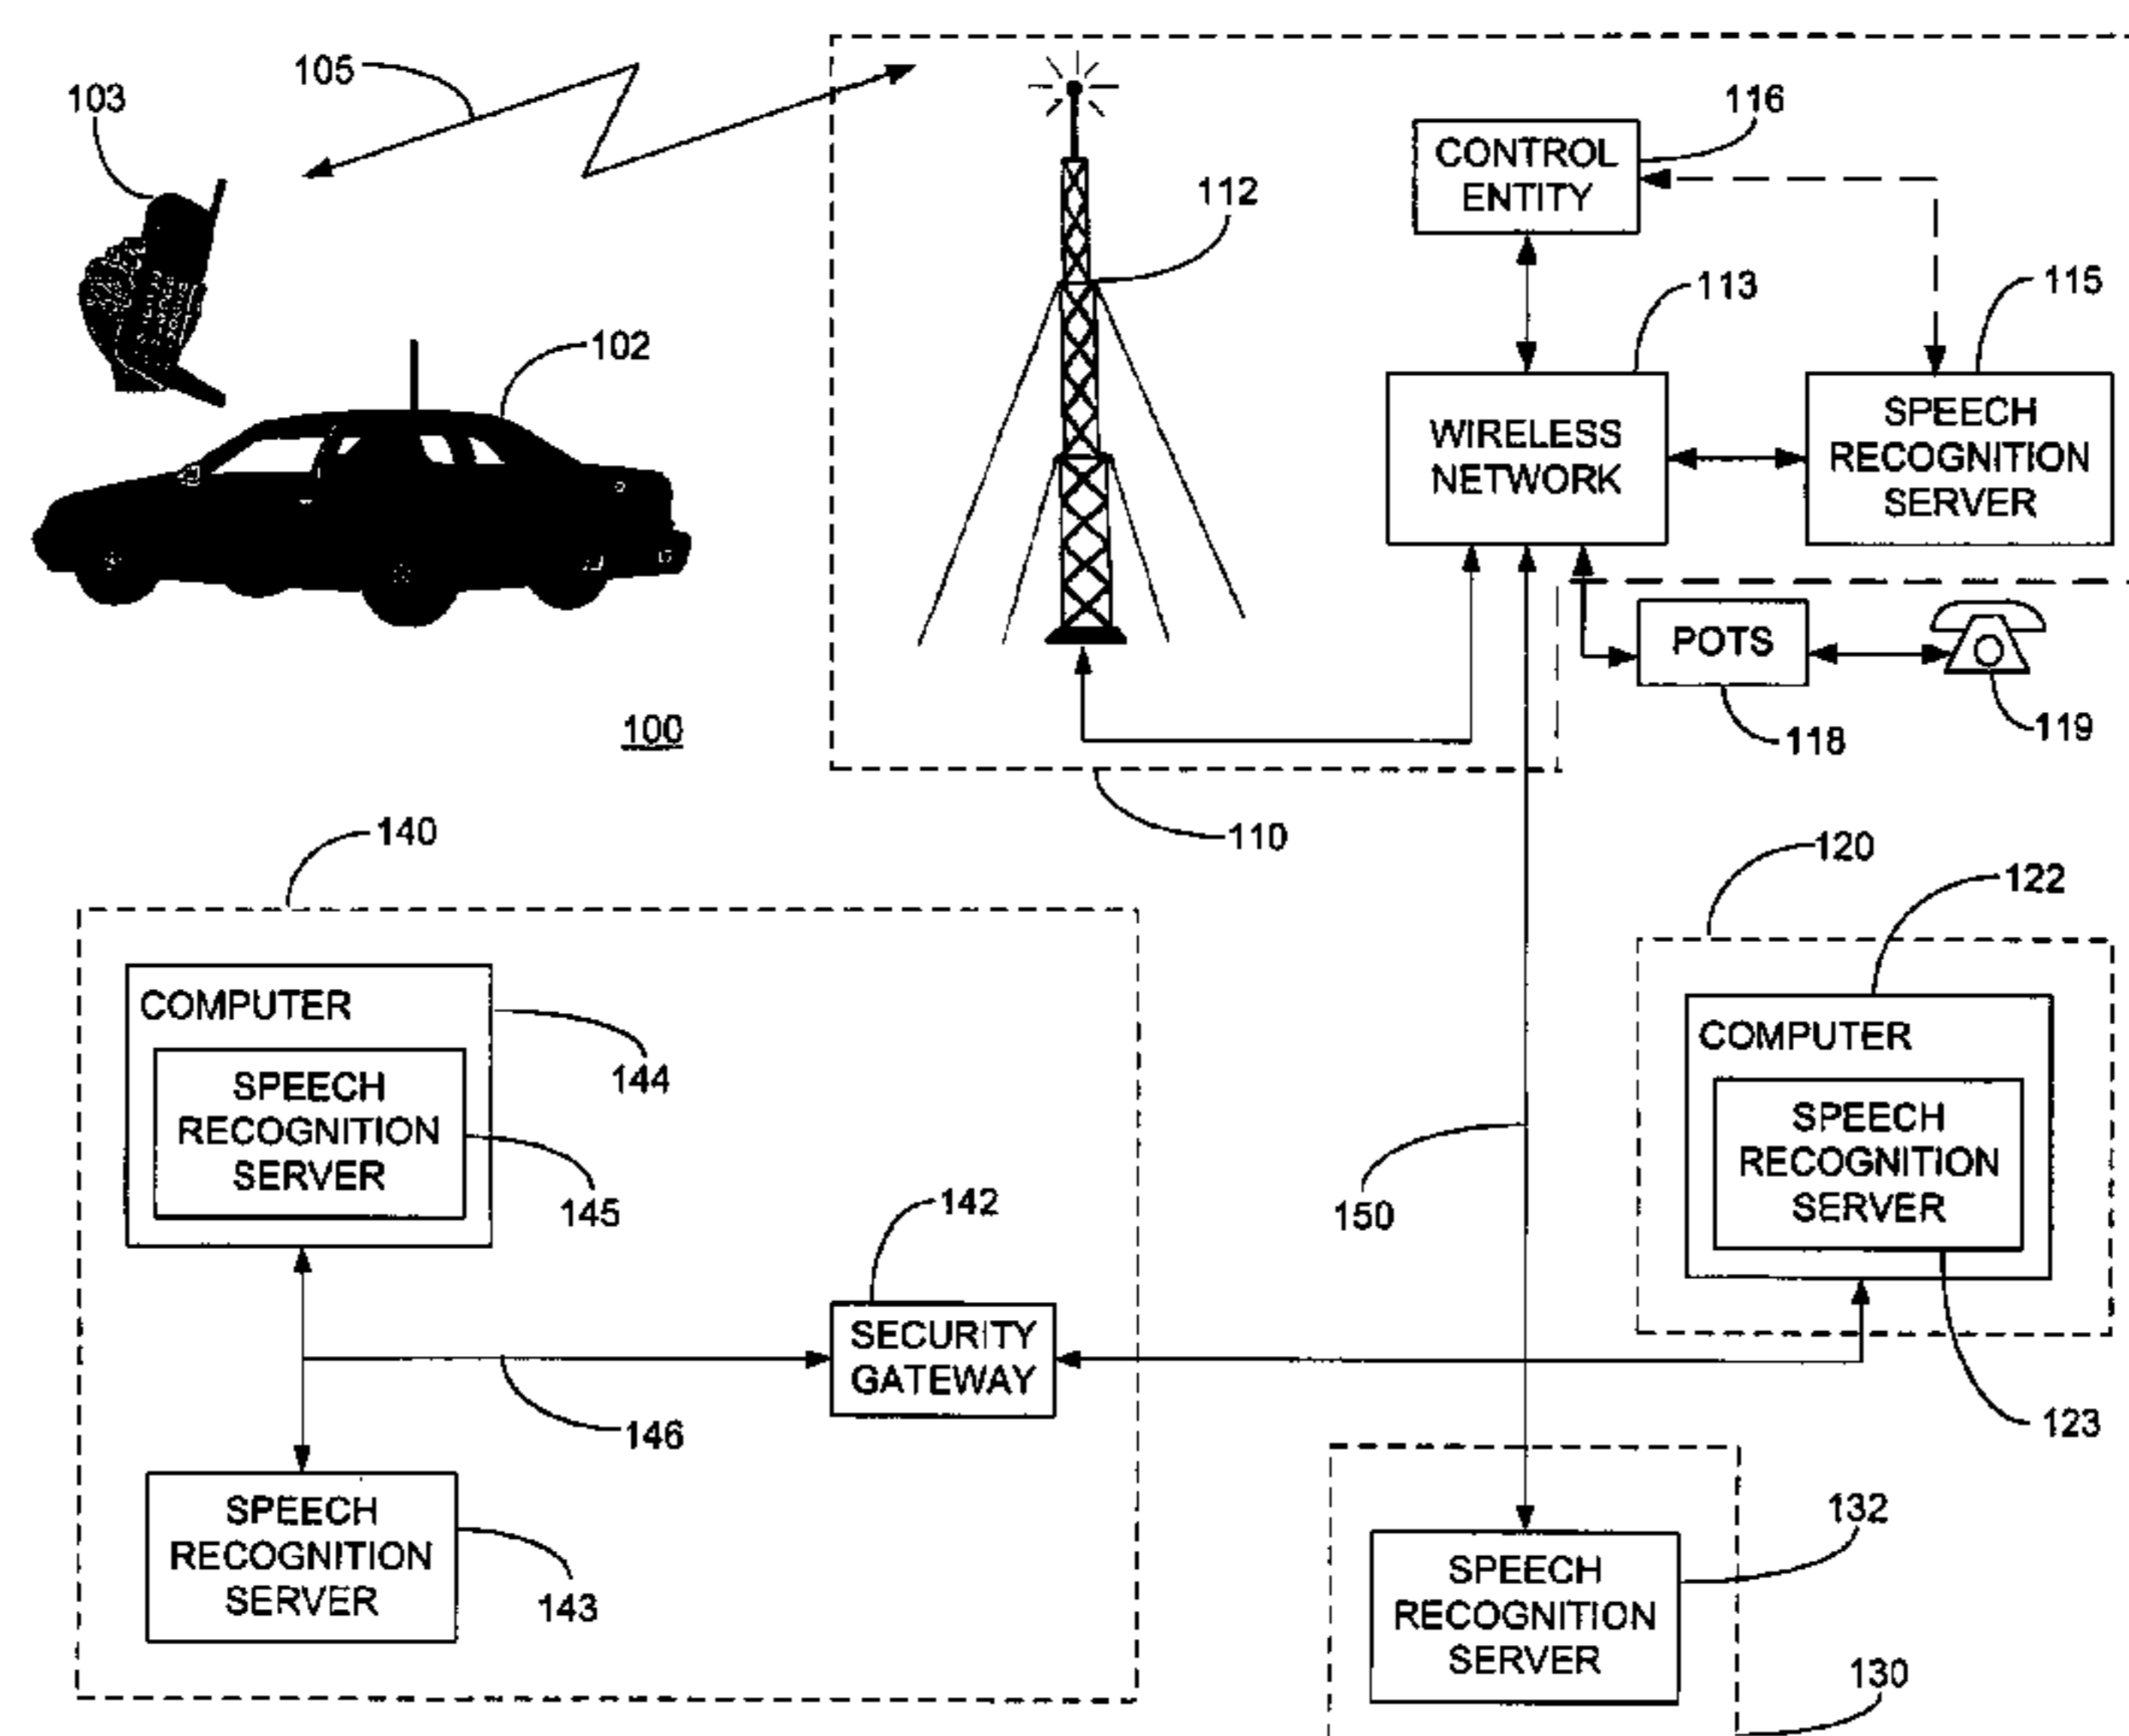 105
103
116
CONTROL
ENTITY
112
113
115
102
WIRELESS
NETWORK
SPEECH
RECOGNITION
SERVER
POTS
100
118
119
110
140
120
122
COMPUTER
144
SPEECH
RECOGNITION
SERVER
145
COMPUTER
SPEECH
RECOGNITION
SERVER
142
150
SECURITY
GATEWAY
146
123
SPEECH
RECOGNITION
SERVER
143
132
SPEECH
RECOGNITION
SERVER
130